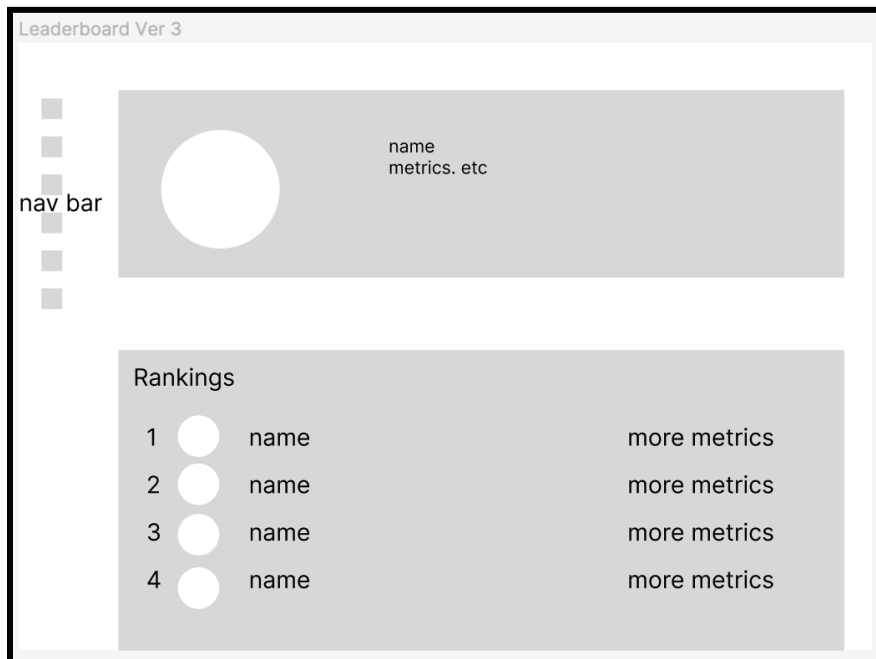 Leaderboard Ver 3
name
metrics. etc
nav bar
Rankings
1 name more metrics
2 name more metrics
3 name more metrics
4 name more metrics